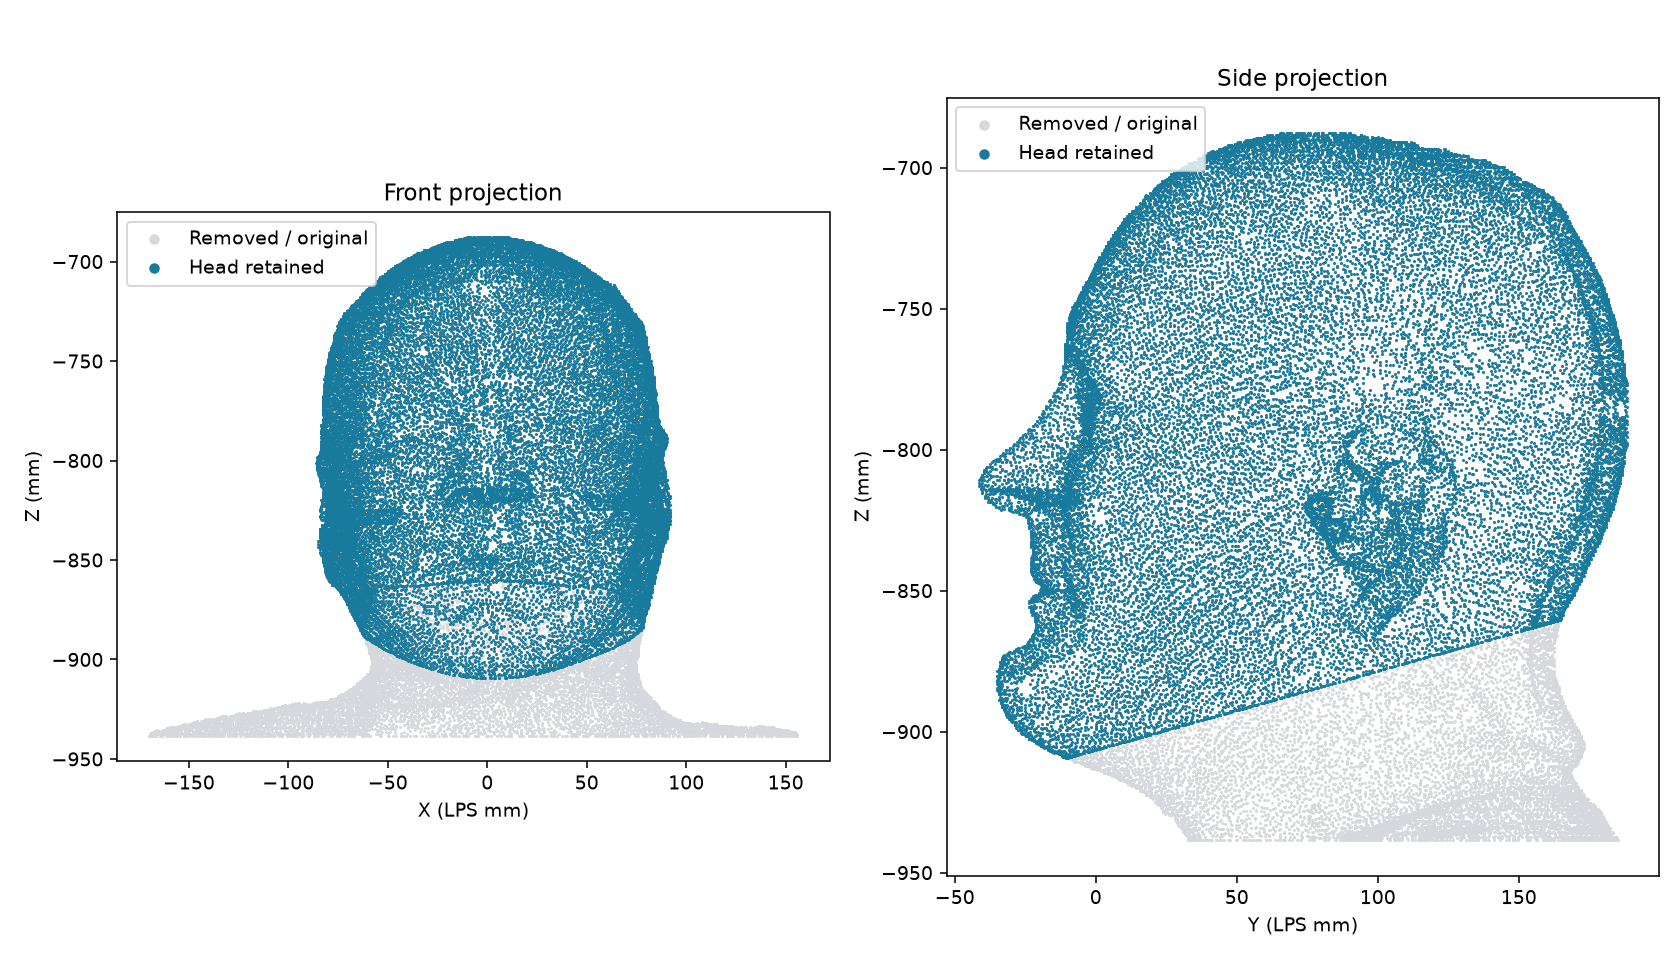 Front projection
Removed / original
Head retained
−700
−750
−800
−850
−900
−950
Z (mm)
−150
−100
−50
0
50
100
150
X (LPS mm)
Side projection
Removed / original
Head retained
−700
−750
−800
−850
−900
−950
Z (mm)
−50
0
50
100
150
Y (LPS mm)